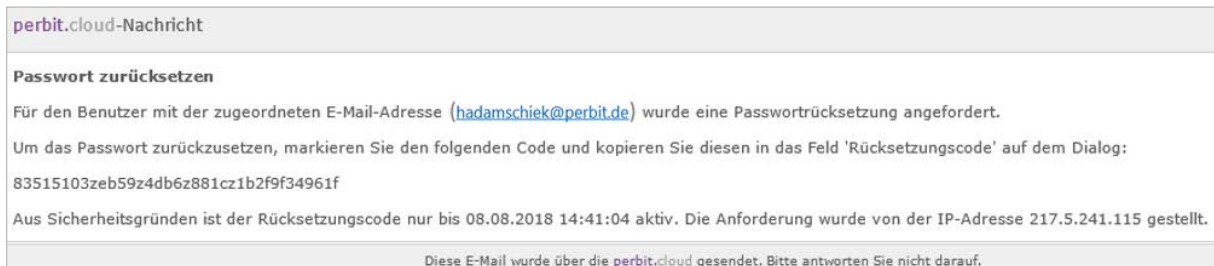 perbit.cloud-Nachricht
Passwort zurücksetzen
Für den Benutzer mit der zugeordneten E-Mail-Adresse (hadamschiek@perbit.de) wurde eine Passwortrücksetzung angefordert.
Um das Passwort zurückzusetzen, markieren Sie den folgenden Code und kopieren Sie diesen in das Feld 'Rücksetzungscode' auf dem Dialog:
83515103zeb59z4db6z881cz1b2f9f34961f
Aus Sicherheitsgründen ist der Rücksetzungscode nur bis 08.08.2018 14:41:04 aktiv. Die Anforderung wurde von der IP-Adresse 217.5.241.115 gestellt.
Diese E-Mail wurde über die perbit.cloud gesendet. Bitte antworten Sie nicht darauf.